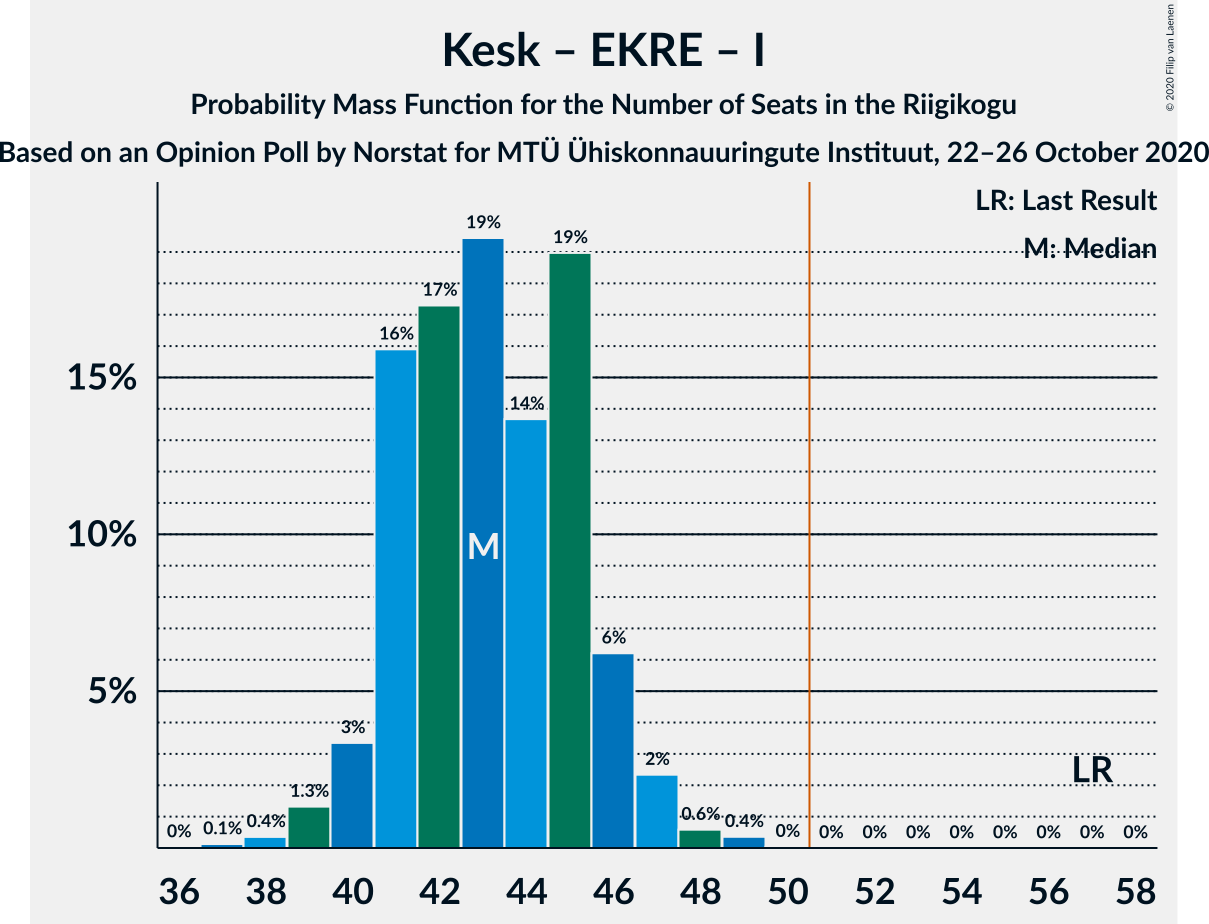 Kesk – EKRE – I
Probability Mass Function for the Number of Seats in the Riigikogu
Based on an Opinion Poll by Norstat for MTÜ Ühiskonnauuringute Instituut, 22–26 October 2020
© 2020 Filip van Laenen
LR: Last Result
M: Median
19%
19%
17%
16%
15%
14%
10%
M
6%
5%
3%
2%
LR
1.3%
0% 0.1% 0.4% 0.6% 0.4% 0% 0% 0% 0% 0% 0% 0% 0% 0%
36 38 40 42 44 46 48 50 52 54 56 58